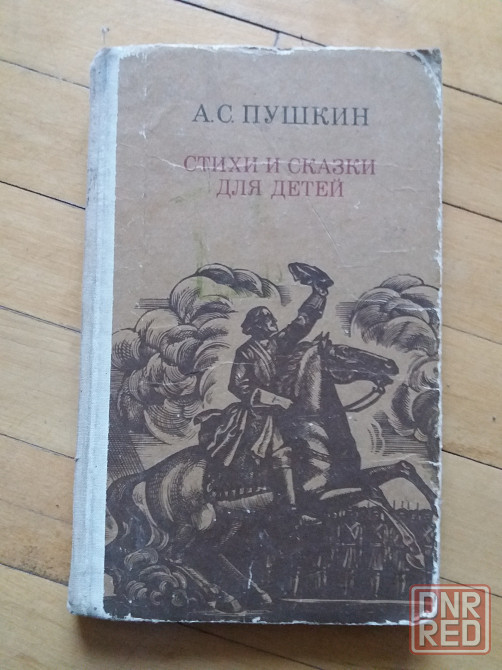 А.С. ПУШКИН
СТИХИ И СКАЗКИ
ДЛЯ ДЕТЕЙ
DNR
RED